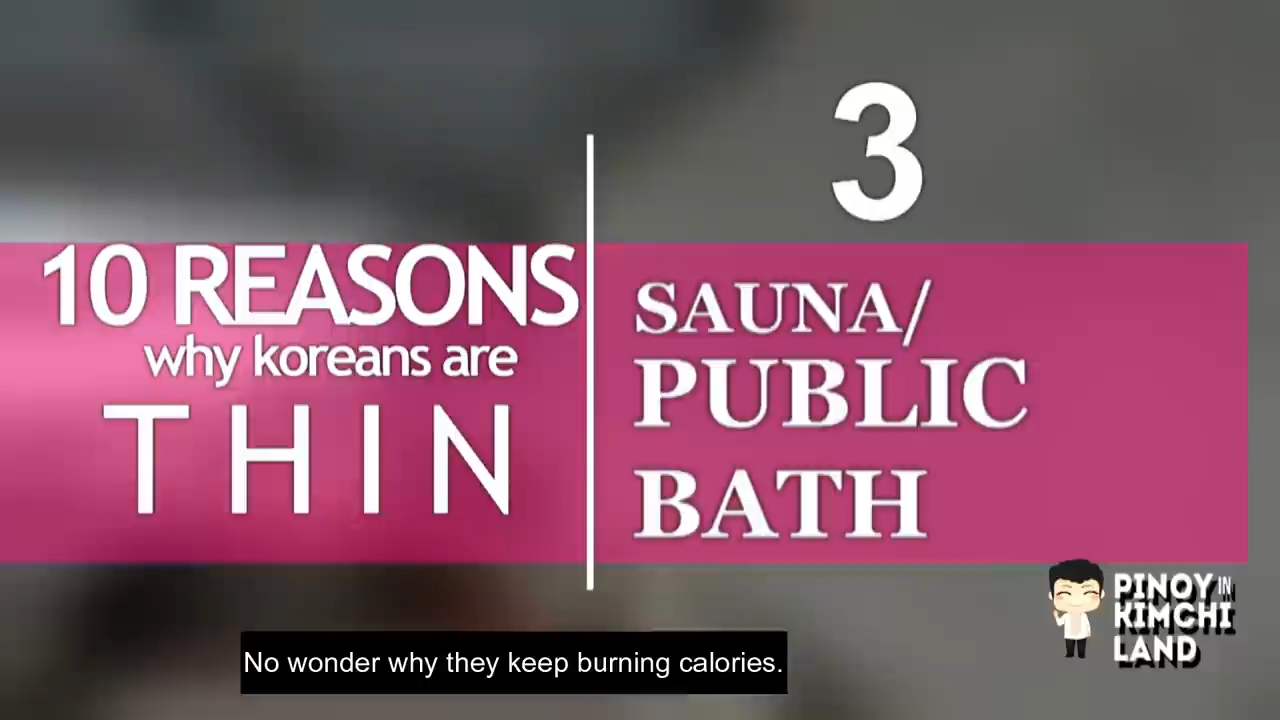 10 REASONS
why koreans are
THIN
3
SAUNA/
PUBLIC
BATH
PINOY IN
KIMCHI
LAND
No wonder why they keep burning calories.